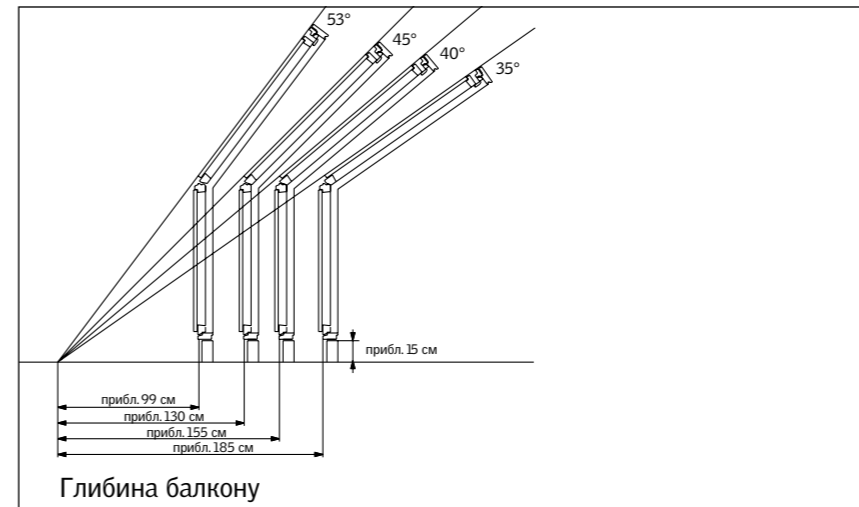 53°
45°
40°
35°
прибл. 15 см
прибл. 99 см
прибл. 130 см
прибл. 155 см
прибл. 185 см
Глибина балкону